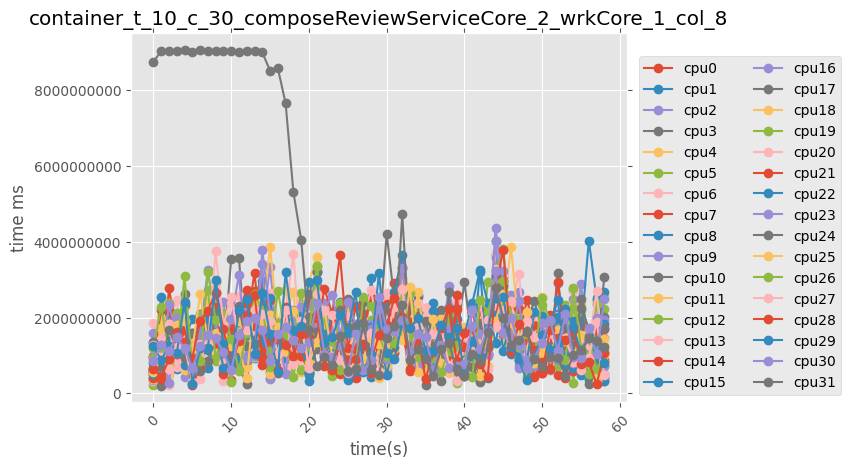 container_t_10_c_30_composeReviewServiceCore_2_wrkCore_1_col_8
time ms
8000000000
6000000000
4000000000
2000000000
0
0
10
20
30
40
50
60
time(s)
cpu0
cpu1
cpu2
cpu3
cpu4
cpu5
cpu6
cpu7
cpu8
cpu9
cpu10
cpu11
cpu12
cpu13
cpu14
cpu15
cpu16
cpu17
cpu18
cpu19
cpu20
cpu21
cpu22
cpu23
cpu24
cpu25
cpu26
cpu27
cpu28
cpu29
cpu30
cpu31